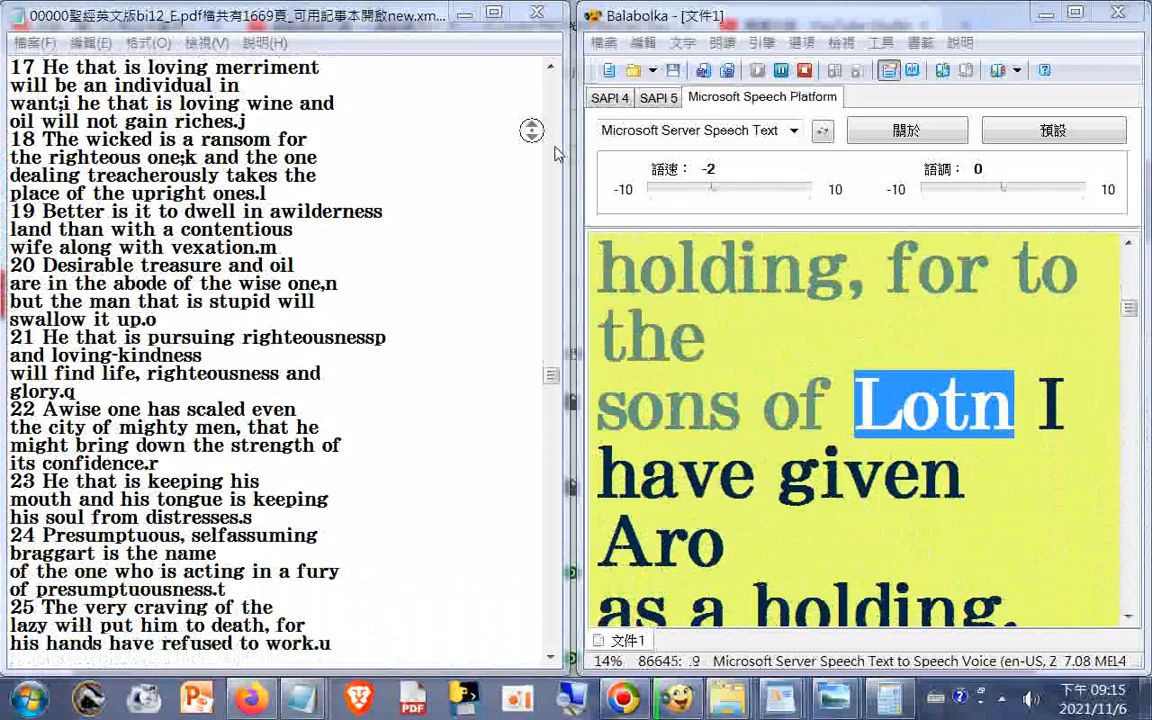 00000聖經英文版bi12_E.pdf檔共有1669頁_可用記事本開啟new.xm...
檔案(F) 編輯(E) 格式(O) 檢視(V) 說明(H)
17 He that is loving merriment
will be an individual in
want;i he that is loving wine and
oil will not gain riches.j
18 The wicked is a ransom for
the righteous one;k and the one
dealing treacherously takes the
place of the upright ones.l
19 Better is it to dwell in awilderness
land than with a contentious
wife along with vexation.m
20 Desirable treasure and oil
are in the abode of the wise one,n
but the man that is stupid will
swallow it up.o
21 He that is pursuing righteousnessp
and loving-kindness
will find life, righteousness and
glory.q
22 Awise one has scaled even
the city of mighty men, that he
might bring down the strength of
its confidence.r
23 He that is keeping his
mouth and his tongue is keeping
his soul from distresses.s
24 Presumptuous, selfassuming
braggart is the name
of the one who is acting in a fury
of presumptuousness.t
25 The very craving of the
lazy will put him to death, for
his hands have refused to work.u
Balabolka - [文件1]
檔案 編輯 文字 朗讀 引擎 選項 檢視 工具 書籤 說明
SAPI 4 SAPI 5 Microsoft Speech Platform
Microsoft Server Speech Text 關於 預設
語速： -2 語調： 0
-10 10 -10 10
holding, for to
the
sons of Lotn I
have given
Aro
as a holding.
文件1
14% 86645: .9 Microsoft Server Speech Text to Speech Voice (en-US, 2 7.08 ME14
PDF
下午 09:15
2021/11/6